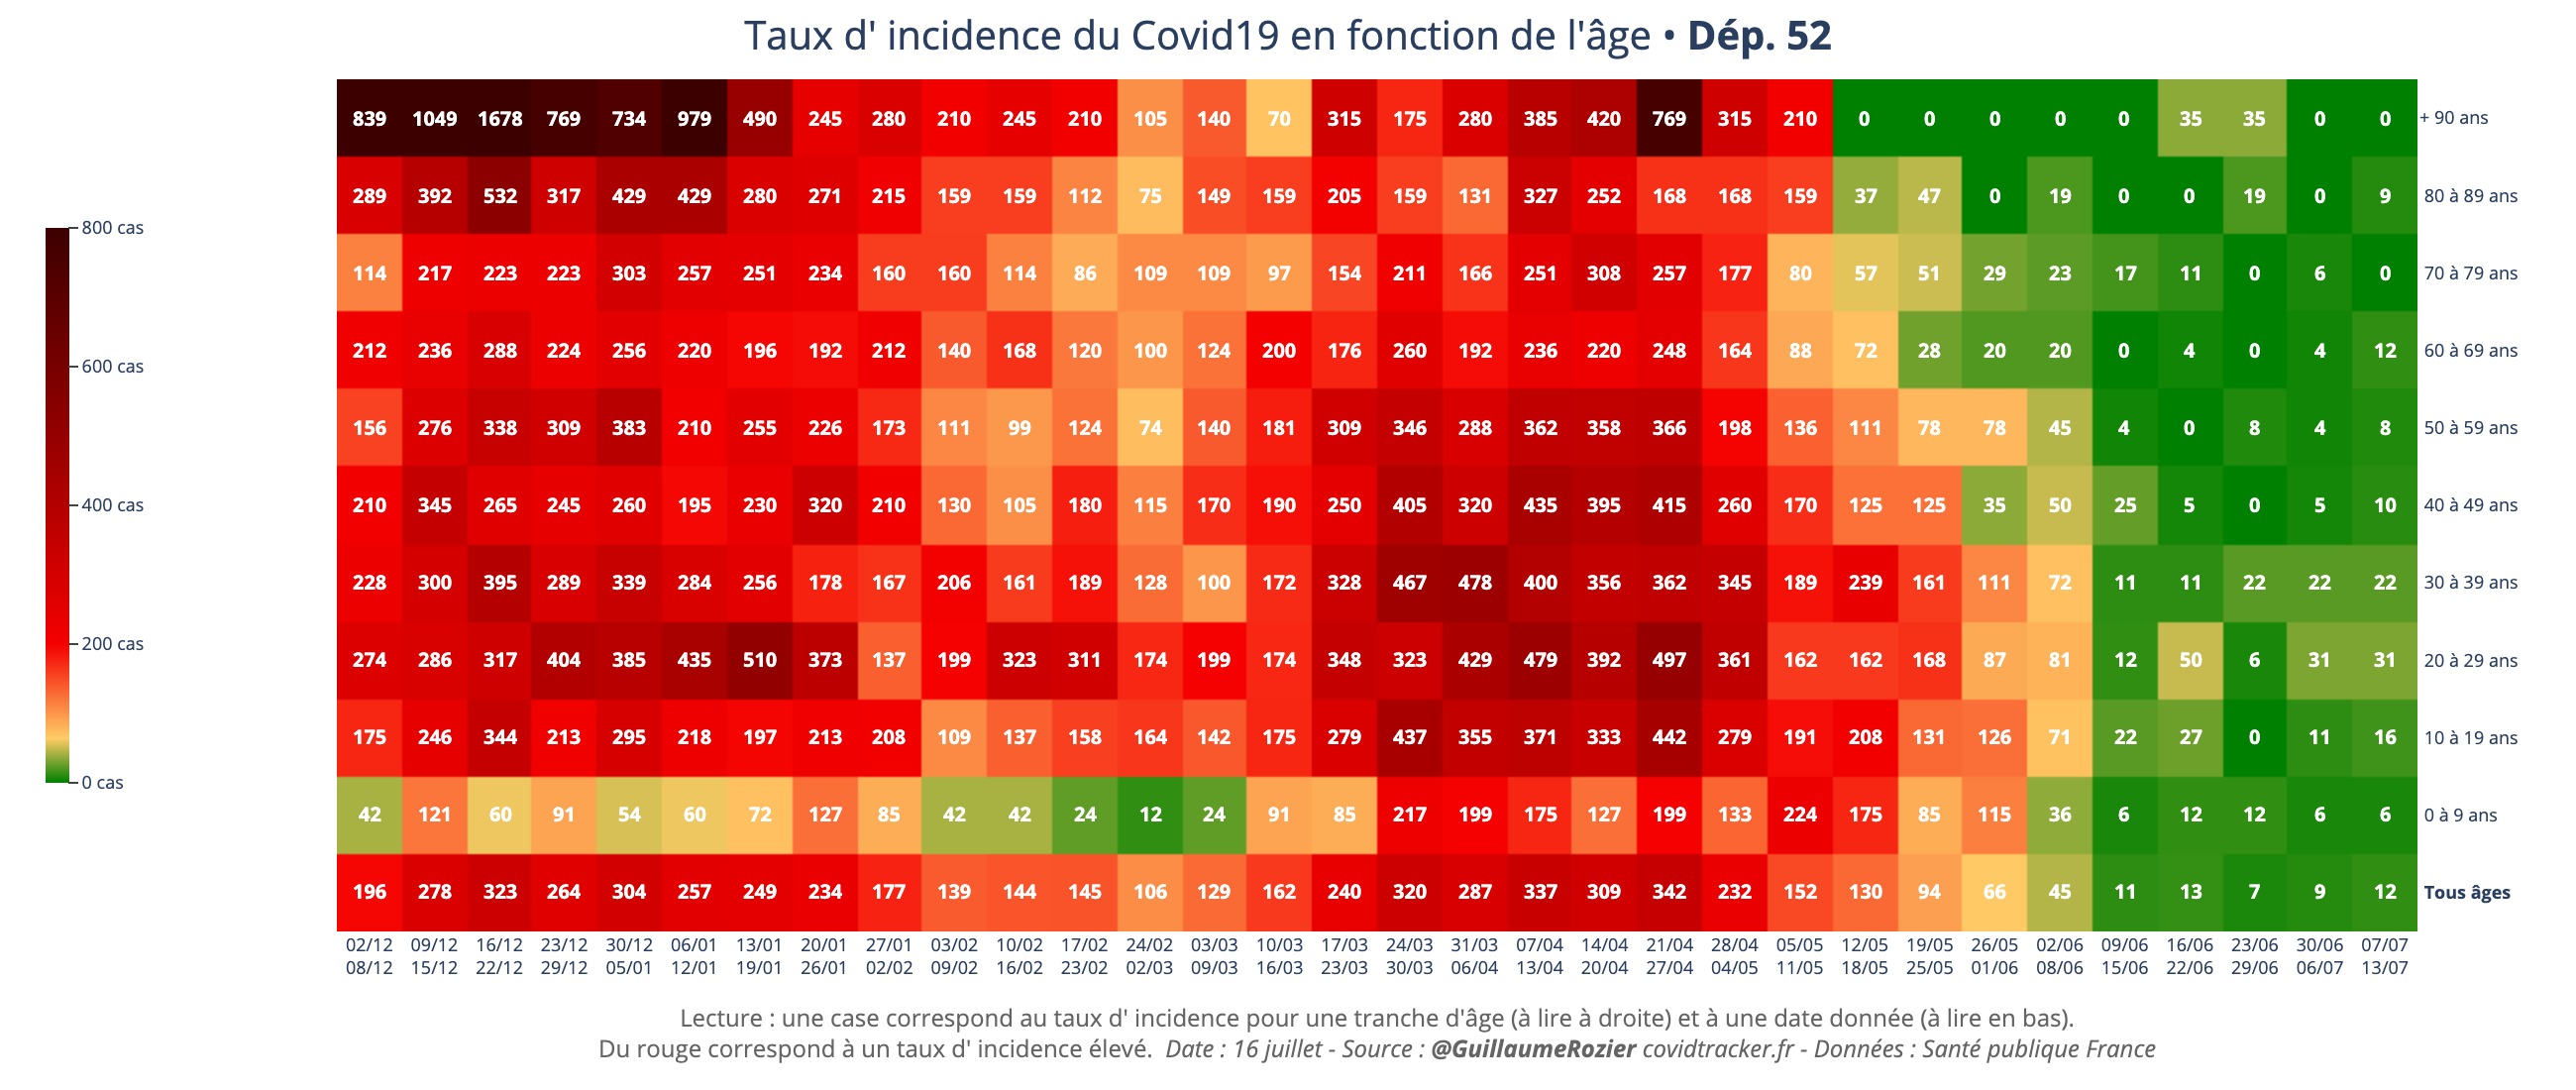 Taux d' incidence du Covid19 en fonction de l'âge • Dép. 52
800 cas
600 cas
400 cas
200 cas
0 cas
839 1049 1678 769 734 979 490 245 280 210 245 210 105 140 70 315 175 280 385 420 769 315 210 0 0 0 0 0 35 35 0 0 + 90 ans
289 392 532 317 429 429 280 271 215 159 159 112 75 149 159 205 159 131 327 252 168 168 159 37 47 0 19 0 0 19 0 9 80 à 89 ans
114 217 223 223 303 257 251 234 160 160 114 86 109 109 97 154 211 166 251 308 257 177 80 57 51 29 23 17 11 0 6 0 70 à 79 ans
212 236 288 224 256 220 196 192 212 140 168 120 100 124 200 176 260 192 236 220 248 164 88 72 28 20 20 0 4 0 4 12 60 à 69 ans
156 276 338 309 383 210 255 226 173 111 99 124 74 140 181 309 346 288 362 358 366 198 136 111 78 78 45 4 0 8 4 8 50 à 59 ans
210 345 265 245 260 195 230 320 210 130 105 180 115 170 190 250 405 320 435 395 415 260 170 125 125 35 50 25 5 0 5 10 40 à 49 ans
228 300 395 289 339 284 256 178 167 206 161 189 128 100 172 328 467 478 400 356 362 345 189 239 161 111 72 11 11 22 22 22 30 à 39 ans
274 286 317 404 385 435 510 373 137 199 323 311 174 199 174 348 323 429 479 392 497 361 162 162 168 87 81 12 50 6 31 31 20 à 29 ans
175 246 344 213 295 218 197 213 208 109 137 158 164 142 175 279 437 355 371 333 442 279 191 208 131 126 71 22 27 0 11 16 10 à 19 ans
42 121 60 91 54 60 72 127 85 42 42 24 12 24 91 85 217 199 175 127 199 133 224 175 85 115 36 6 12 12 6 6 0 à 9 ans
196 278 323 264 304 257 249 234 177 139 144 145 106 129 162 240 320 287 337 309 342 232 152 130 94 66 45 11 13 7 9 12 Tous âges
02/12 09/12 16/12 23/12 30/12 06/01 13/01 20/01 27/01 03/02 10/02 17/02 24/02 03/03 10/03 17/03 24/03 31/03 07/04 14/04 21/04 28/04 05/05 12/05 19/05 26/05 02/06 09/06 16/06 23/06 30/06 07/07
08/12 15/12 22/12 29/12 05/01 12/01 19/01 26/01 02/02 09/02 16/02 23/02 02/03 09/03 16/03 23/03 30/03 06/04 13/04 20/04 27/04 04/05 11/05 18/05 25/05 01/06 08/06 15/06 22/06 29/06 06/07 13/07
Lecture : une case correspond au taux d' incidence pour une tranche d'âge (à lire à droite) et à une date donnée (à lire en bas).
Du rouge correspond à un taux d' incidence élevé. Date : 16 juillet - Source : @GuillaumeRozier covidtracker.fr - Données : Santé publique France